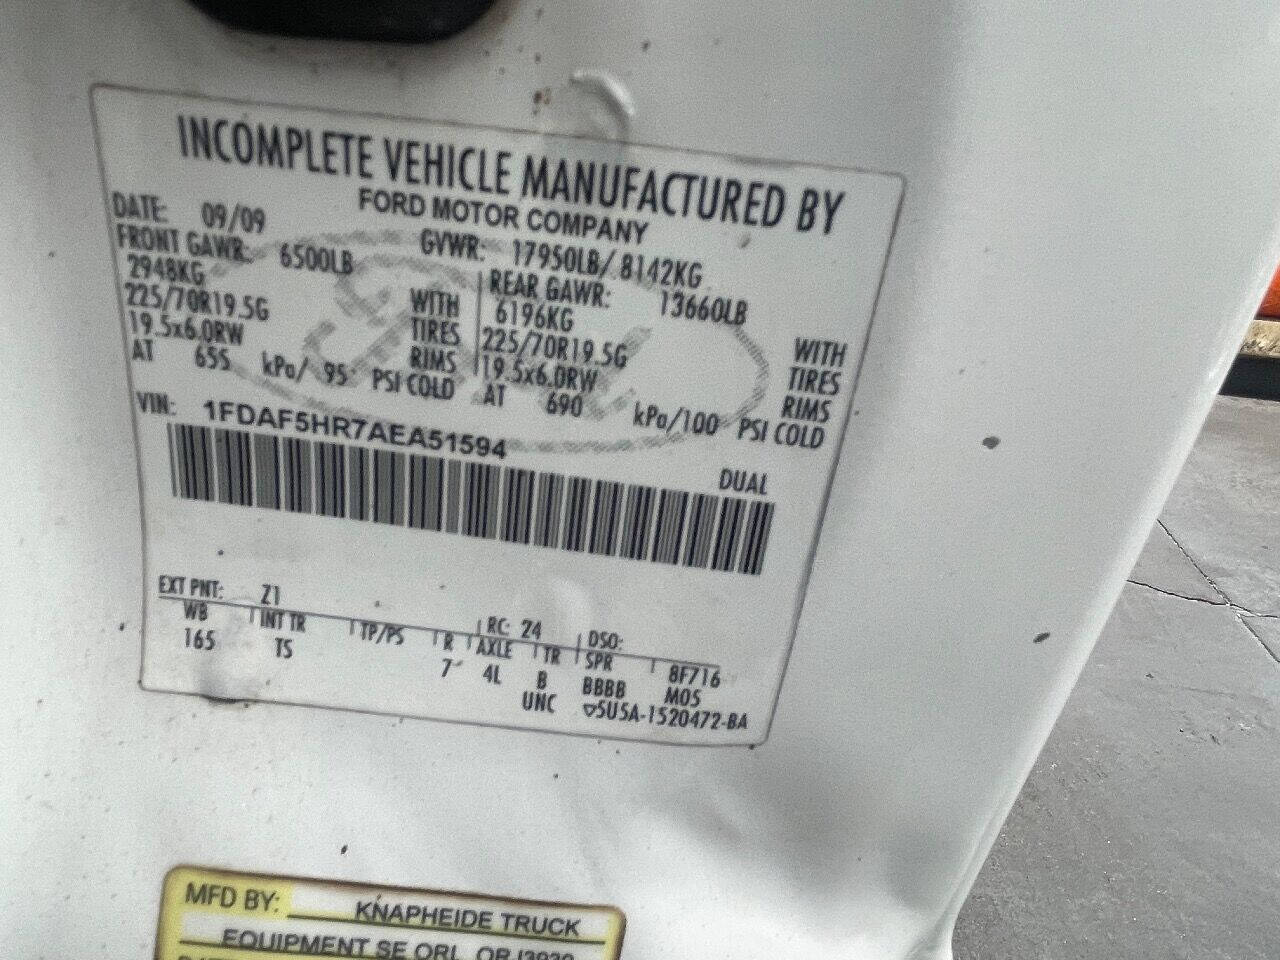 INCOMPLETE VEHICLE MANUFACTURED BY
FORD MOTOR COMPANY
DATE: 09/09 GVWR: 17950LB/ 8142KG
FRONT GAWR: 6500LB REAR GAWR: 13660LB
2948KG WITH 6196KG WITH
225/70R19.5G TIRES 225/70R19.5G TIRES
19.5x6.0RW RIMS 19.5x6.0RW RIMS
AT 655 kPa/ 95 PSI COLD AT 690 kPa/100 PSI COLD
VIN: 1FDAF5HR7AEA51594
DUAL
EXT PNT: Z1 RC: 24 DSO:
WB INT TR TP/PS R AXLE TR SPR 8F716
165 TS 7 4L B BBBB M05
UNC ▽5U5A-1520472-BA
MFD BY: KNAPHEIDE TRUCK
EQUIPMENT SE ORL